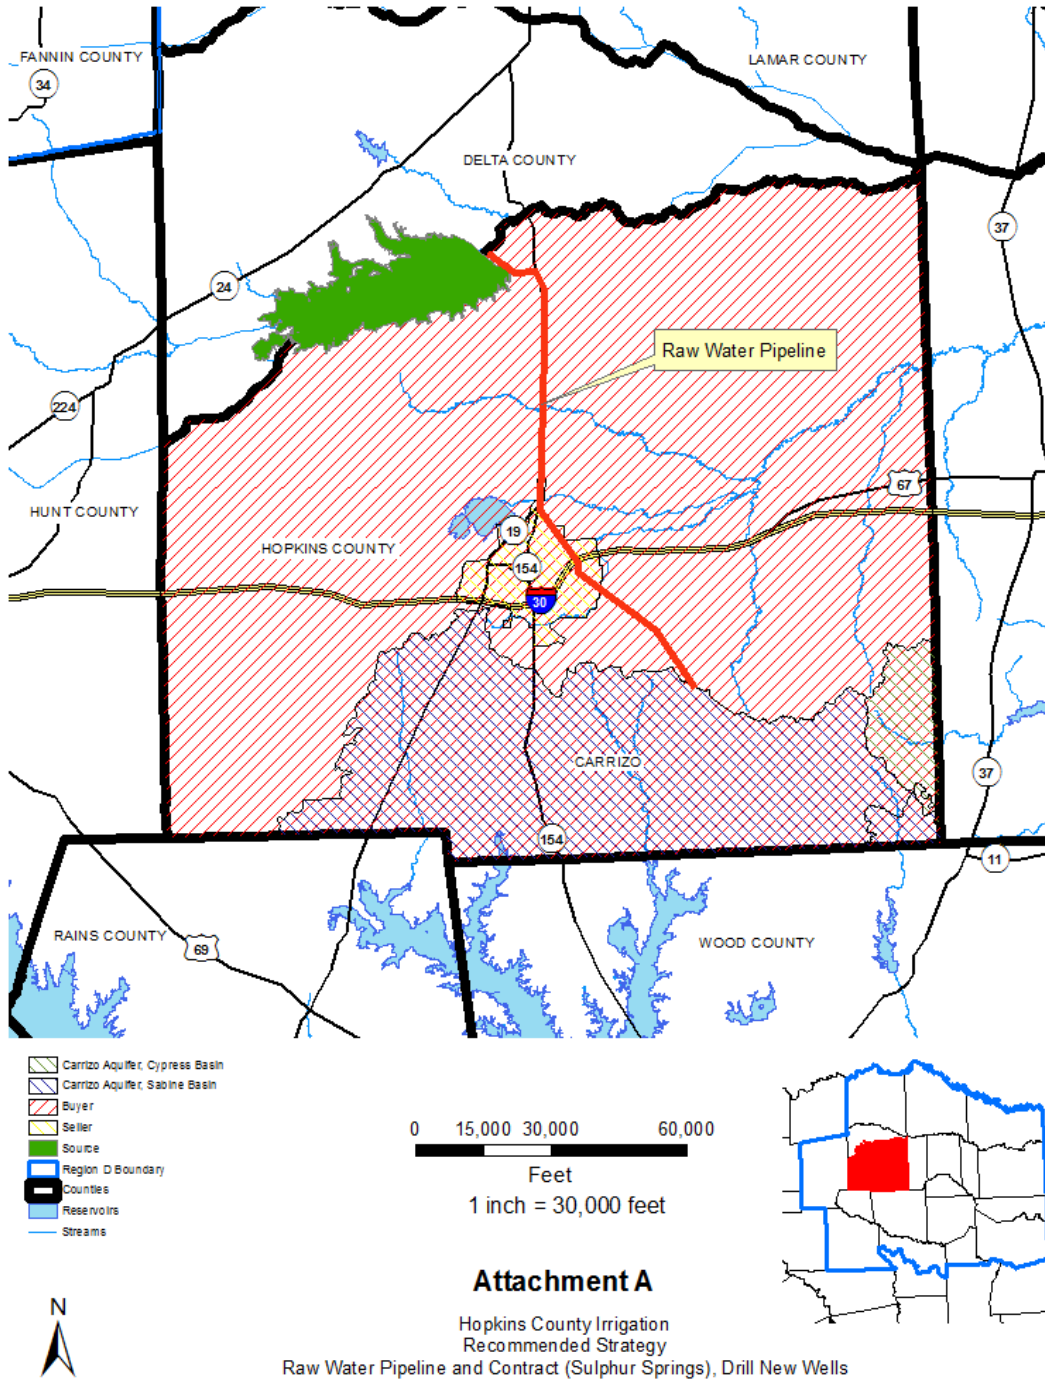 FANNIN COUNTY
34
LAMAR COUNTY
DELTA COUNTY
37
24
Raw Water Pipeline
224
67
HUNT COUNTY
19
HOPKINS COUNTY
154
30
CARRIZO
37
154
11
RAINS COUNTY
69
WOOD COUNTY
Carrizo Aquifer, Cypress Basin
Carrizo Aquifer, Sabine Basin
Buyer
Seller
Source
Region D Boundary
Counties
Reservoirs
Streams
0 15,000 30,000 60,000
Feet
1 inch = 30,000 feet
N
Attachment A
Hopkins County Irrigation
Recommended Strategy
Raw Water Pipeline and Contract (Sulphur Springs), Drill New Wells